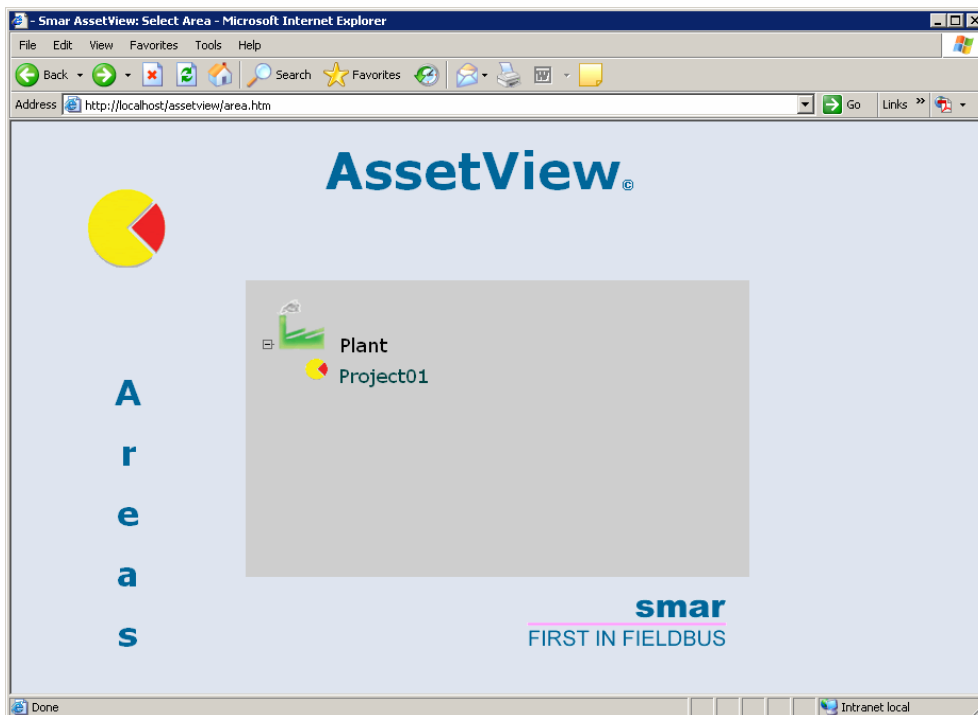 - Smar AssetView: Select Area - Microsoft Internet Explorer
File Edit View Favorites Tools Help
Back Search Favorites
Address http://localhost/assetview/area.htm Go Links »
AssetView©
Plant
Project01
A
r
e
a
s
smar
FIRST IN FIELDBUS
Done Intranet local